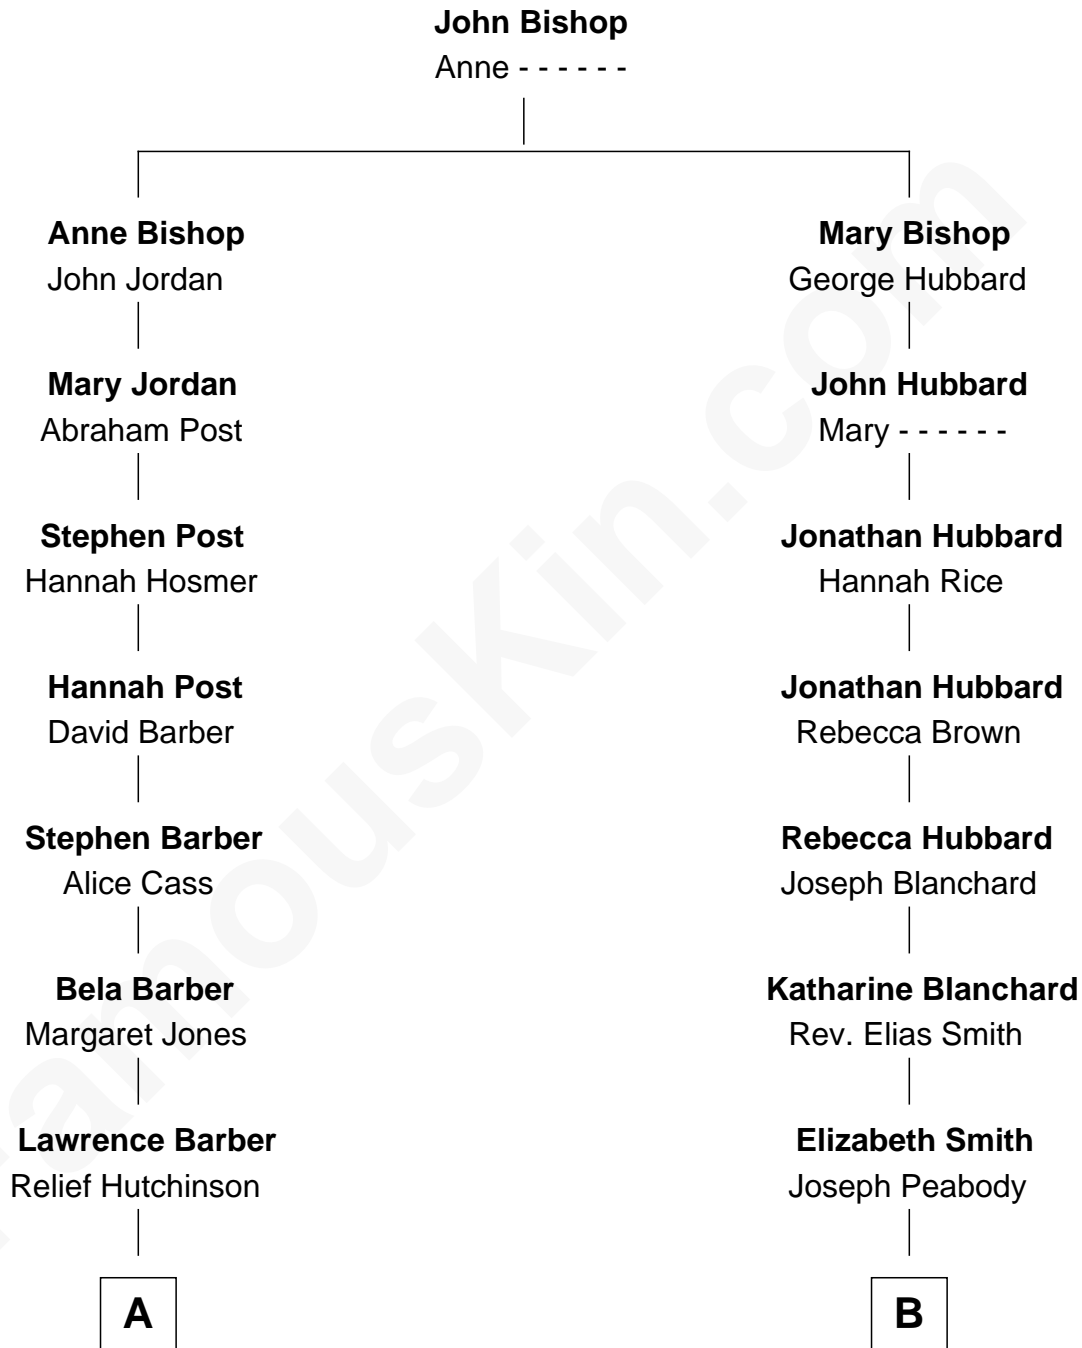 John Bishop
Anne - - - - - -
Anne Bishop
John Jordan
Mary Bishop
George Hubbard
Mary Jordan
Abraham Post
John Hubbard
Mary - - - - - -
Stephen Post
Hannah Hosmer
Jonathan Hubbard
Hannah Rice
Hannah Post
David Barber
Jonathan Hubbard
Rebecca Brown
Stephen Barber
Alice Cass
Rebecca Hubbard
Joseph Blanchard
Bela Barber
Margaret Jones
Katharine Blanchard
Rev. Elias Smith
Lawrence Barber
Relief Hutchinson
Elizabeth Smith
Joseph Peabody
A
B
FamousKin.com